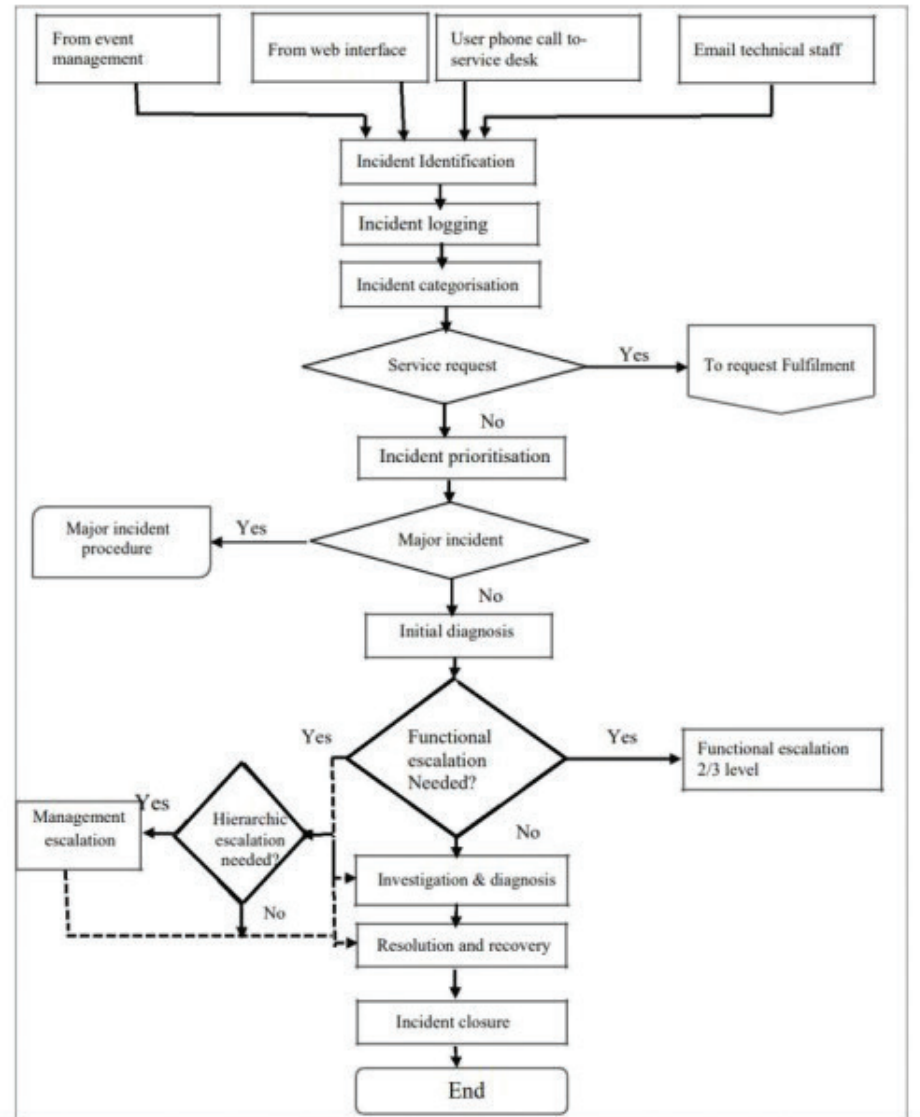 From event
management
From web interface
User phone call to-
service desk
Email technical staff
Incident Identification
Incident logging
Incident categorisation
Service request
Yes
To request Fulfilment
No
Incident prioritisation
Major incident
procedure
Yes
Major incident
No
Initial diagnosis
Yes
Functional
escalation
Needed?
Yes
Functional escalation
2/3 level
Yes
Management
escalation
Hierarchic
escalation
needed?
No
No
Investigation & diagnosis
Resolution and recovery
Incident closure
End